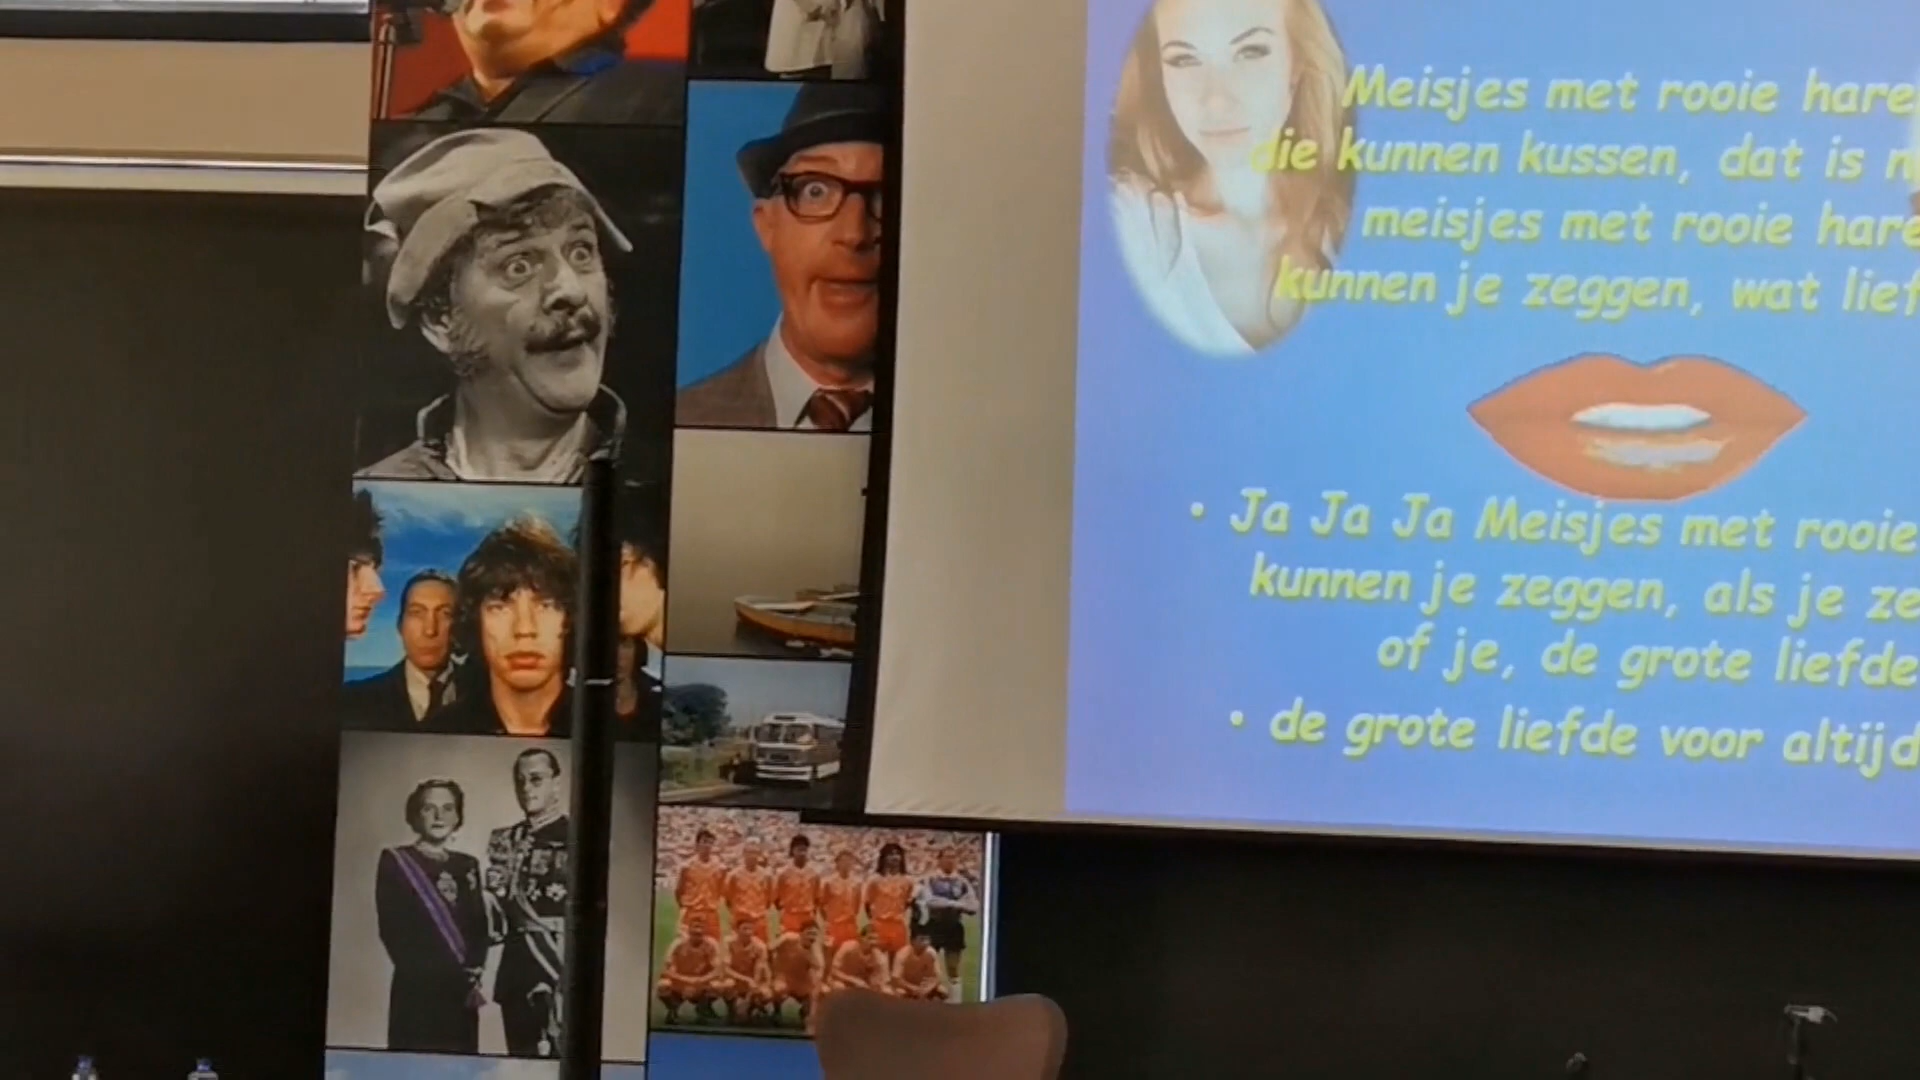 Meisjes met rooie hare
die kunnen kussen, dat is n
meisjes met rooie hare
kunnen je zeggen, wat lief
• Ja Ja Ja Meisjes met rooie
kunnen je zeggen, als je ze
of je, de grote liefde
• de grote liefde voor altijd